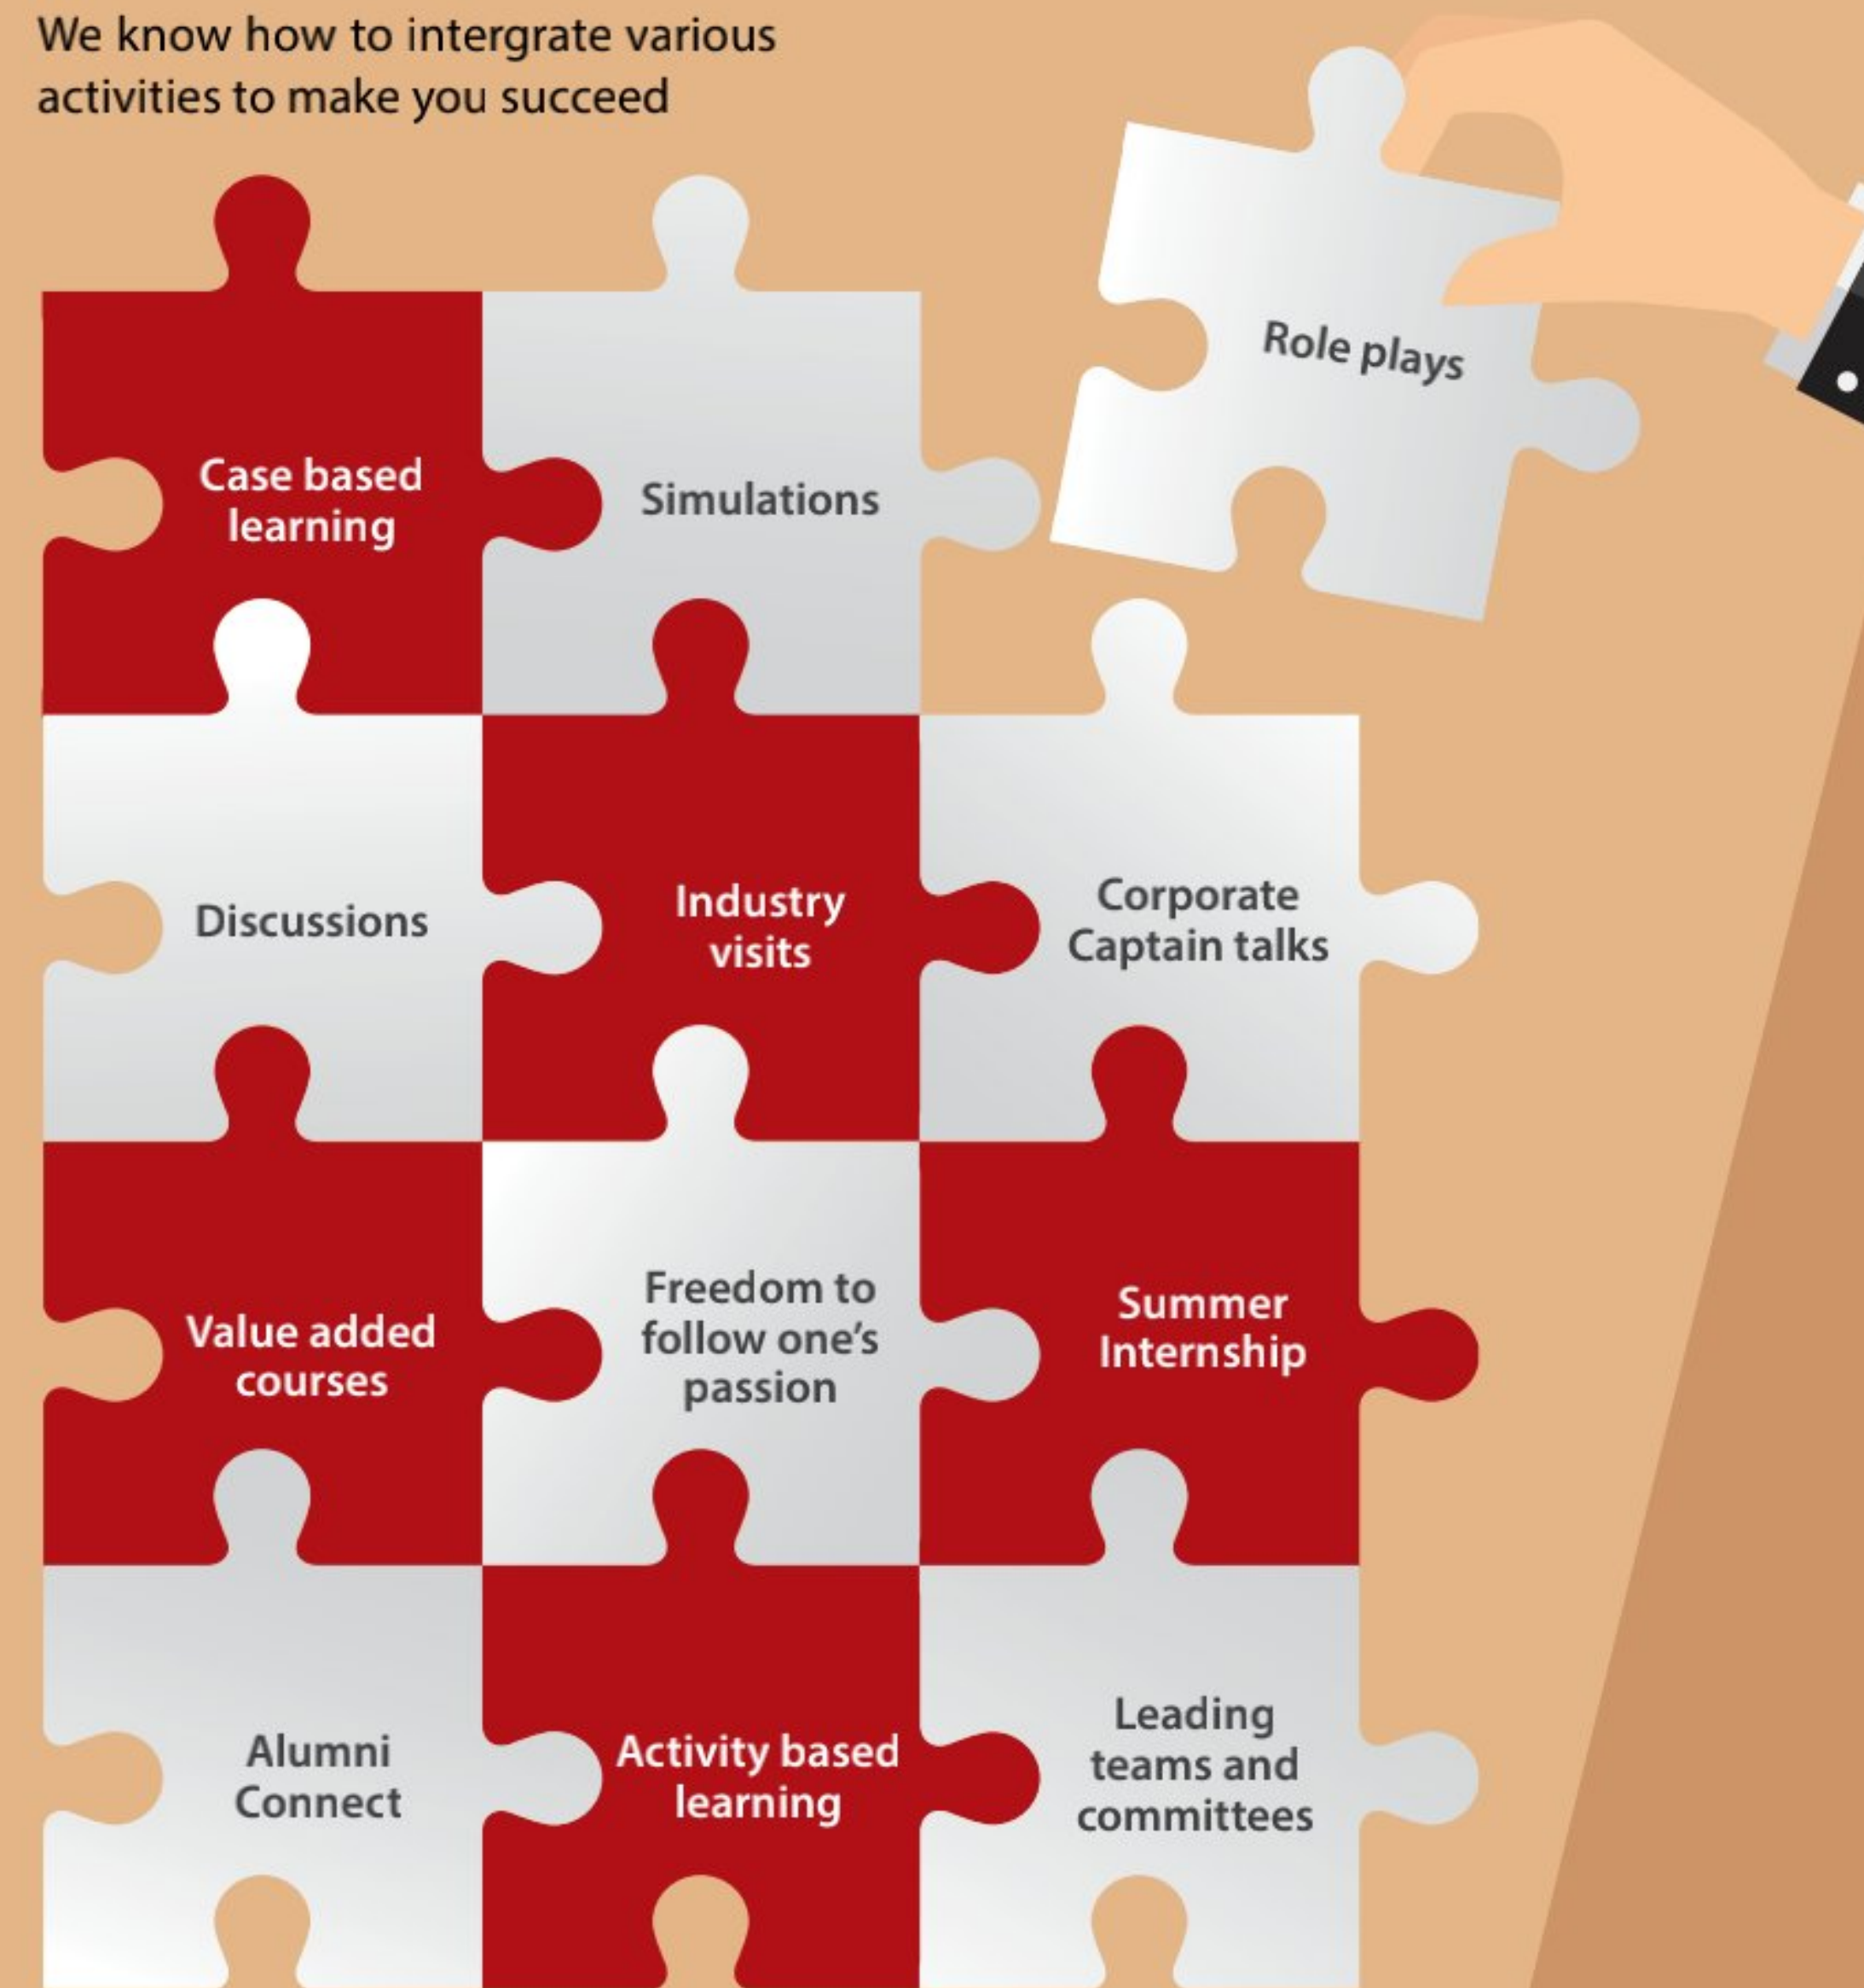 We know how to intergrate various
activities to make you succeed
Role plays
Case based
learning
Simulations
Discussions
Industry
visits
Corporate
Captain talks
Value added
courses
Freedom to
follow one’s
passion
Summer
Internship
Alumni
Connect
Activity based
learning
Leading
teams and
committees